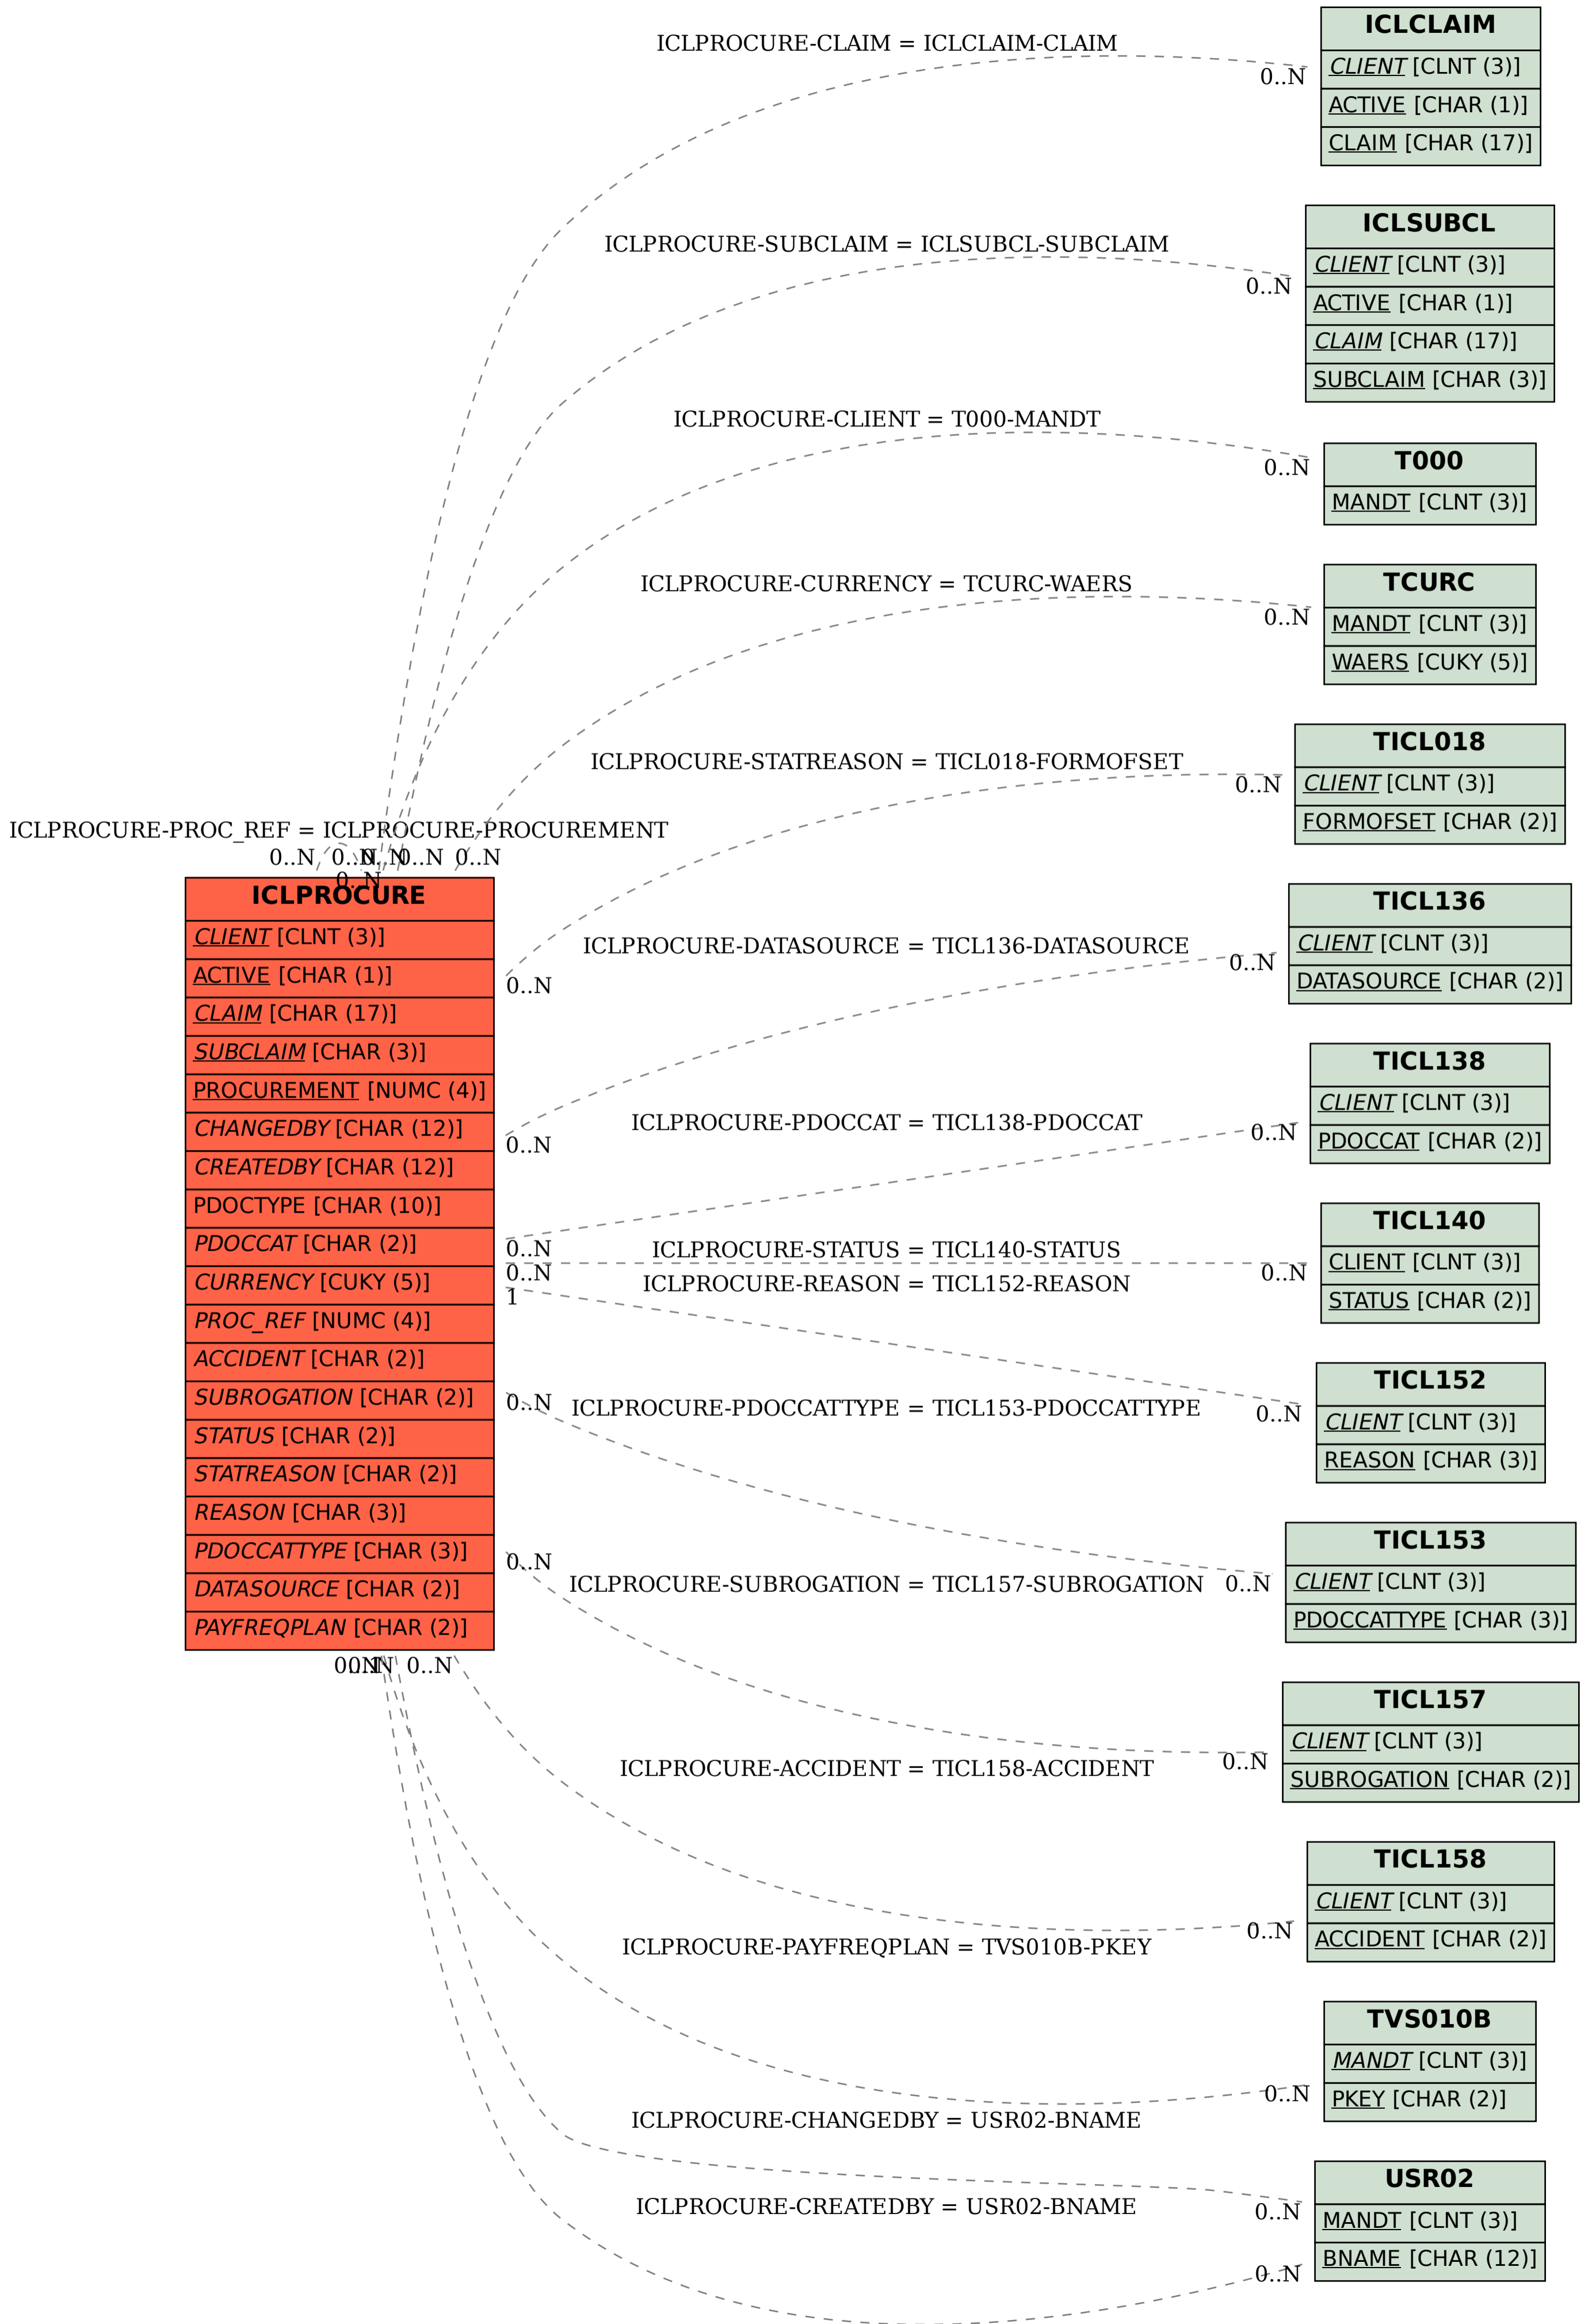 ICLPROCURE-CLAIM = ICLCLAIM-CLAIM
0..N
ICLCLAIM
CLIENT [CLNT (3)]
ACTIVE [CHAR (1)]
CLAIM [CHAR (17)]
ICLPROCURE-SUBCLAIM = ICLSUBCL-SUBCLAIM
0..N
ICLSUBCL
CLIENT [CLNT (3)]
ACTIVE [CHAR (1)]
CLAIM [CHAR (17)]
SUBCLAIM [CHAR (3)]
ICLPROCURE-CLIENT = T000-MANDT
0..N
T000
MANDT [CLNT (3)]
ICLPROCURE-CURRENCY = TCURC-WAERS
0..N
TCURC
MANDT [CLNT (3)]
WAERS [CUKY (5)]
ICLPROCURE-STATREASON = TICL018-FORMOFSET
0..N
TICL018
CLIENT [CLNT (3)]
FORMOFSET [CHAR (2)]
ICLPROCURE-PROC_REF = ICLPROCURE-PROCUREMENT
0..N
0..N
0..N
0..N
0..N
0..N
ICLPROCURE
CLIENT [CLNT (3)]
ACTIVE [CHAR (1)]
CLAIM [CHAR (17)]
SUBCLAIM [CHAR (3)]
PROCUREMENT [NUMC (4)]
CHANGEDBY [CHAR (12)]
CREATEDBY [CHAR (12)]
PDOCTYPE [CHAR (10)]
PDOCCAT [CHAR (2)]
CURRENCY [CUKY (5)]
PROC_REF [NUMC (4)]
ACCIDENT [CHAR (2)]
SUBROGATION [CHAR (2)]
STATUS [CHAR (2)]
STATREASON [CHAR (2)]
REASON [CHAR (3)]
PDOCCATTYPE [CHAR (3)]
DATASOURCE [CHAR (2)]
PAYFREQPLAN [CHAR (2)]
0..N
ICLPROCURE-DATASOURCE = TICL136-DATASOURCE
0..N
TICL136
CLIENT [CLNT (3)]
DATASOURCE [CHAR (2)]
0..N
ICLPROCURE-PDOCCAT = TICL138-PDOCCAT
0..N
TICL138
CLIENT [CLNT (3)]
PDOCCAT [CHAR (2)]
0..N
ICLPROCURE-STATUS = TICL140-STATUS
0..N
0..N
TICL140
CLIENT [CLNT (3)]
STATUS [CHAR (2)]
ICLPROCURE-REASON = TICL152-REASON
1
0..N
TICL152
CLIENT [CLNT (3)]
REASON [CHAR (3)]
0..N
ICLPROCURE-PDOCCATTYPE = TICL153-PDOCCATTYPE
0..N
TICL153
CLIENT [CLNT (3)]
PDOCCATTYPE [CHAR (3)]
0..N
ICLPROCURE-SUBROGATION = TICL157-SUBROGATION
0..N
TICL157
CLIENT [CLNT (3)]
SUBROGATION [CHAR (2)]
0..N
ICLPROCURE-ACCIDENT = TICL158-ACCIDENT
0..N
TICL158
CLIENT [CLNT (3)]
ACCIDENT [CHAR (2)]
ICLPROCURE-PAYFREQPLAN = TVS010B-PKEY
0..N
TVS010B
MANDT [CLNT (3)]
PKEY [CHAR (2)]
ICLPROCURE-CHANGEDBY = USR02-BNAME
0..N
ICLPROCURE-CREATEDBY = USR02-BNAME
0..N
USR02
MANDT [CLNT (3)]
BNAME [CHAR (12)]